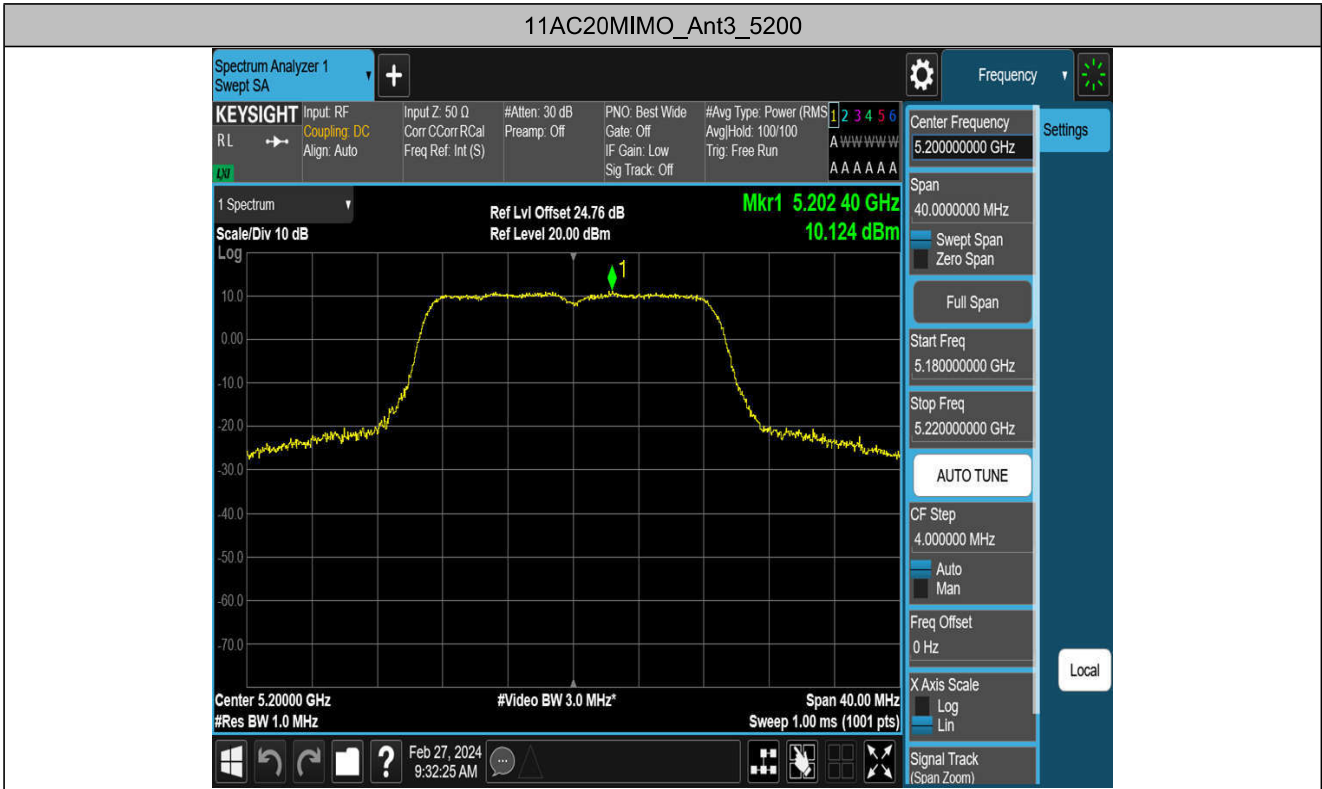 11AC20MIMO_Ant3_5200
Spectrum Analyzer 1
Swept SA
+
Frequency
KEYSIGHT
RL
LXI
Input: RF
Coupling: DC
Align: Auto
Input Z: 50 Ω
Corr CCorr RCal
Freq Ref: Int (S)
#Atten: 30 dB
Preamp: Off
PNO: Best Wide
Gate: Off
IF Gain: Low
Sig Track: Off
#Avg Type: Power (RMS
Avg|Hold: 100/100
Trig: Free Run
1 2 3 4 5 6
A W W W W W
A A A A A A
1 Spectrum
Scale/Div 10 dB
Log
Ref Lvl Offset 24.76 dB
Ref Level 20.00 dBm
Mkr1 5.202 40 GHz
10.124 dBm
1
10.0
0.00
-10.0
-20.0
-30.0
-40.0
-50.0
-60.0
-70.0
Center 5.20000 GHz
#Res BW 1.0 MHz
#Video BW 3.0 MHz*
Span 40.00 MHz
Sweep 1.00 ms (1001 pts)
Center Frequency
5.200000000 GHz
Settings
Span
40.0000000 MHz
Swept Span
Zero Span
Full Span
Start Freq
5.180000000 GHz
Stop Freq
5.220000000 GHz
AUTO TUNE
CF Step
4.000000 MHz
Auto
Man
Freq Offset
0 Hz
X Axis Scale
Log
Lin
Local
Signal Track
(Span Zoom)
?
Feb 27, 2024
9:32:25 AM